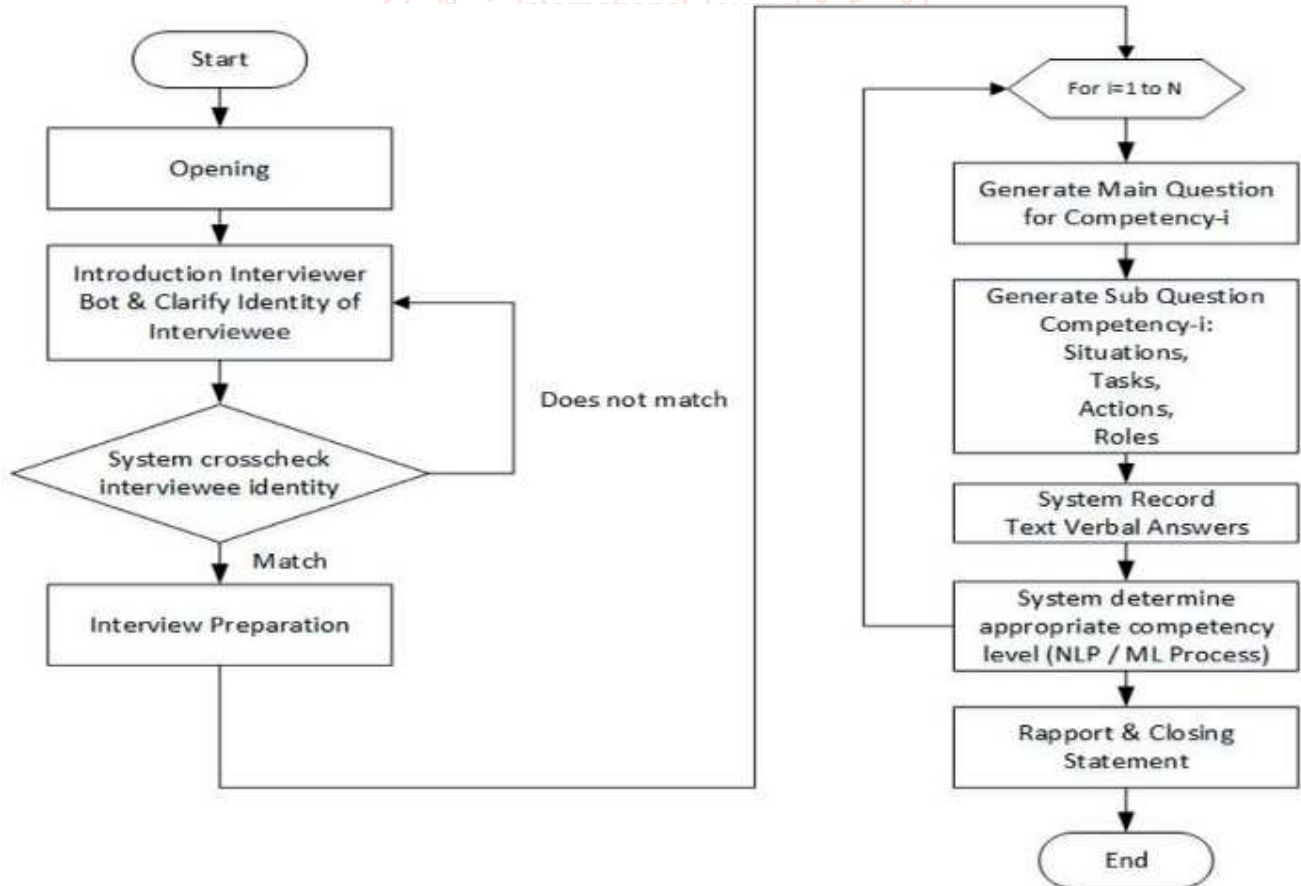 Start
Opening
Introduction Interviewer
Bot & Clarify Identity of
Interviewee
Does not match
System crosscheck
interviewee identity
Match
Interview Preparation
For i=1 to N
Generate Main Question
for Competency-i
Generate Sub Question
Competency-i:
Situations,
Tasks,
Actions,
Roles
System Record
Text Verbal Answers
System determine
appropriate competency
level (NLP / ML Process)
Rapport & Closing
Statement
End